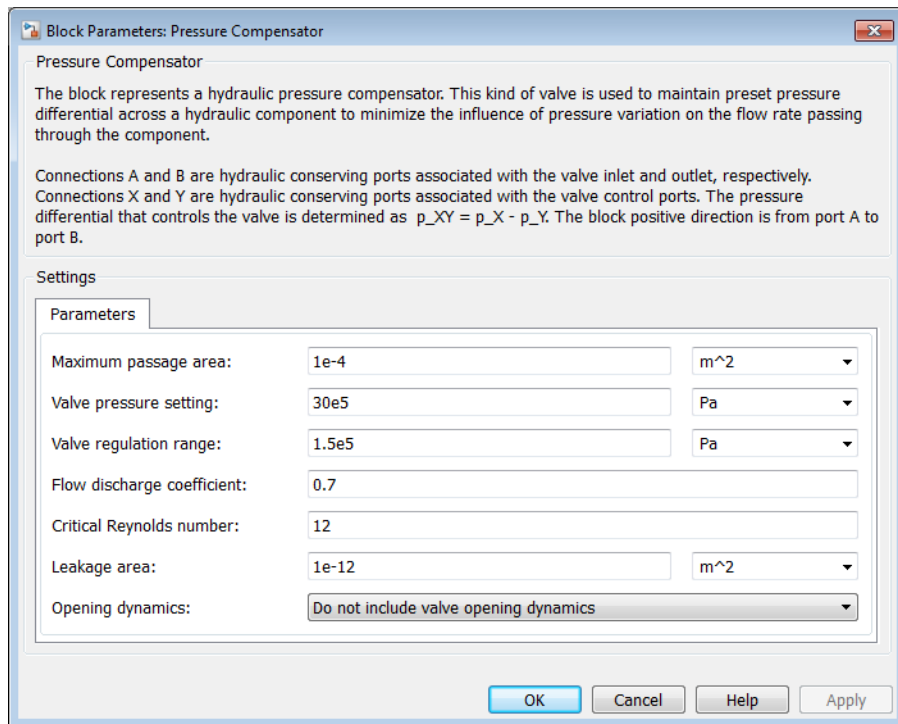 Block Parameters: Pressure Compensator
Pressure Compensator
The block represents a hydraulic pressure compensator. This kind of valve is used to maintain preset pressure
differential across a hydraulic component to minimize the influence of pressure variation on the flow rate passing
through the component.
Connections A and B are hydraulic conserving ports associated with the valve inlet and outlet, respectively.
Connections X and Y are hydraulic conserving ports associated with the valve control ports. The pressure
differential that controls the valve is determined as  p_XY = p_X - p_Y. The block positive direction is from port A to
port B.
Settings
Parameters
Maximum passage area: 1e-4 m^2
Valve pressure setting: 30e5 Pa
Valve regulation range: 1.5e5 Pa
Flow discharge coefficient: 0.7
Critical Reynolds number: 12
Leakage area: 1e-12 m^2
Opening dynamics: Do not include valve opening dynamics
OK Cancel Help Apply